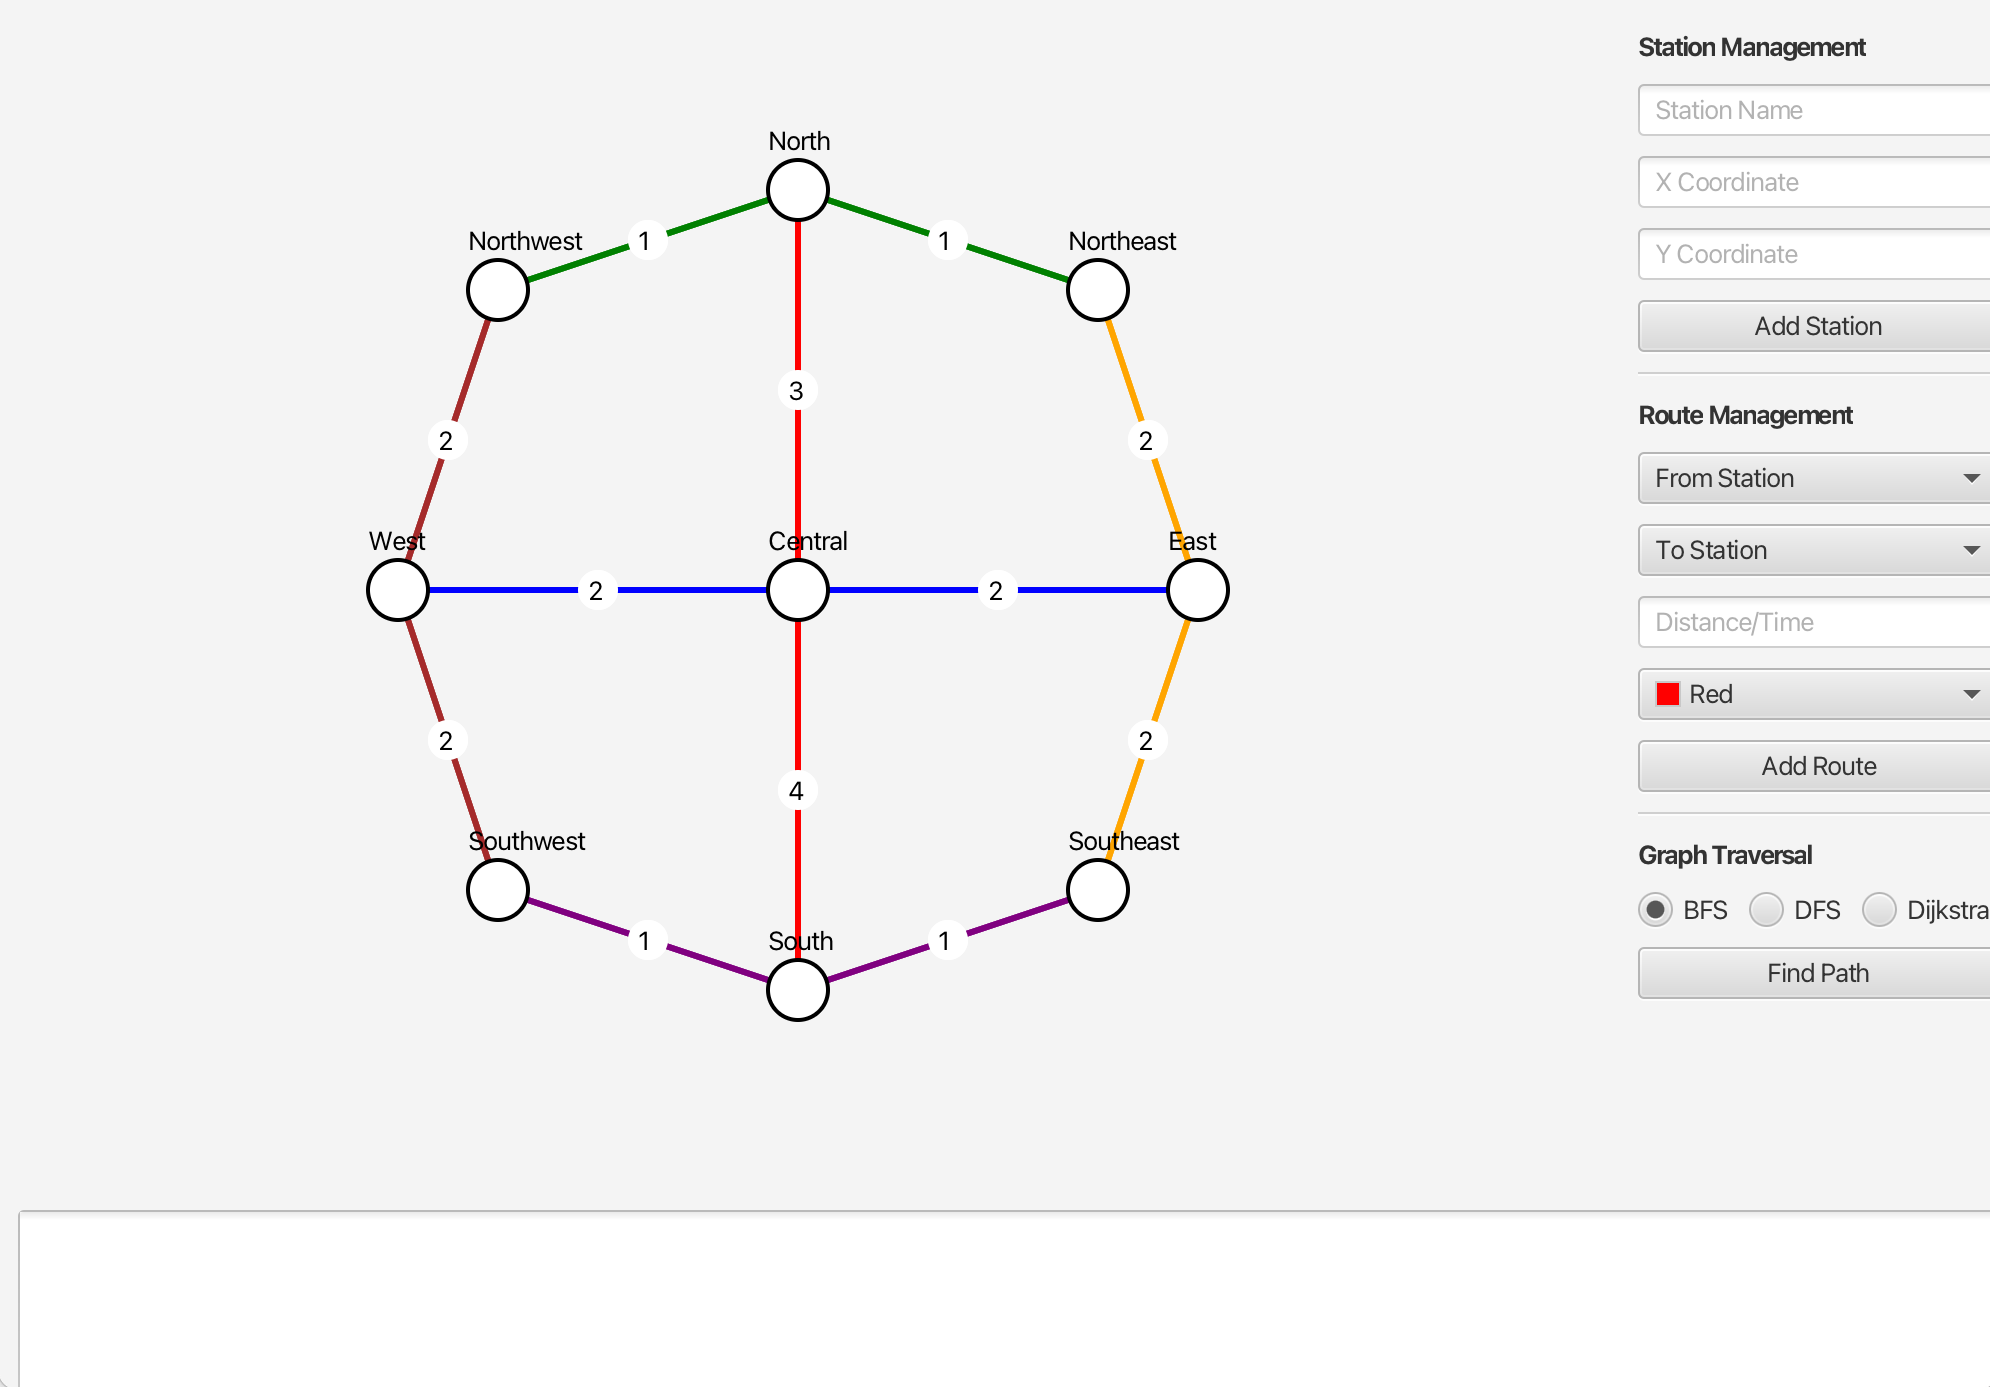 North
Northwest
1
1
Northeast
3
2
2
West
Central
East
2
2
2
2
4
Southwest
Southeast
1
South
1
Station Management
Station Name
X Coordinate
Y Coordinate
Add Station
Route Management
From Station
To Station
Distance/Time
Red
Add Route
Graph Traversal
BFS DFS Dijkstra
Find Path